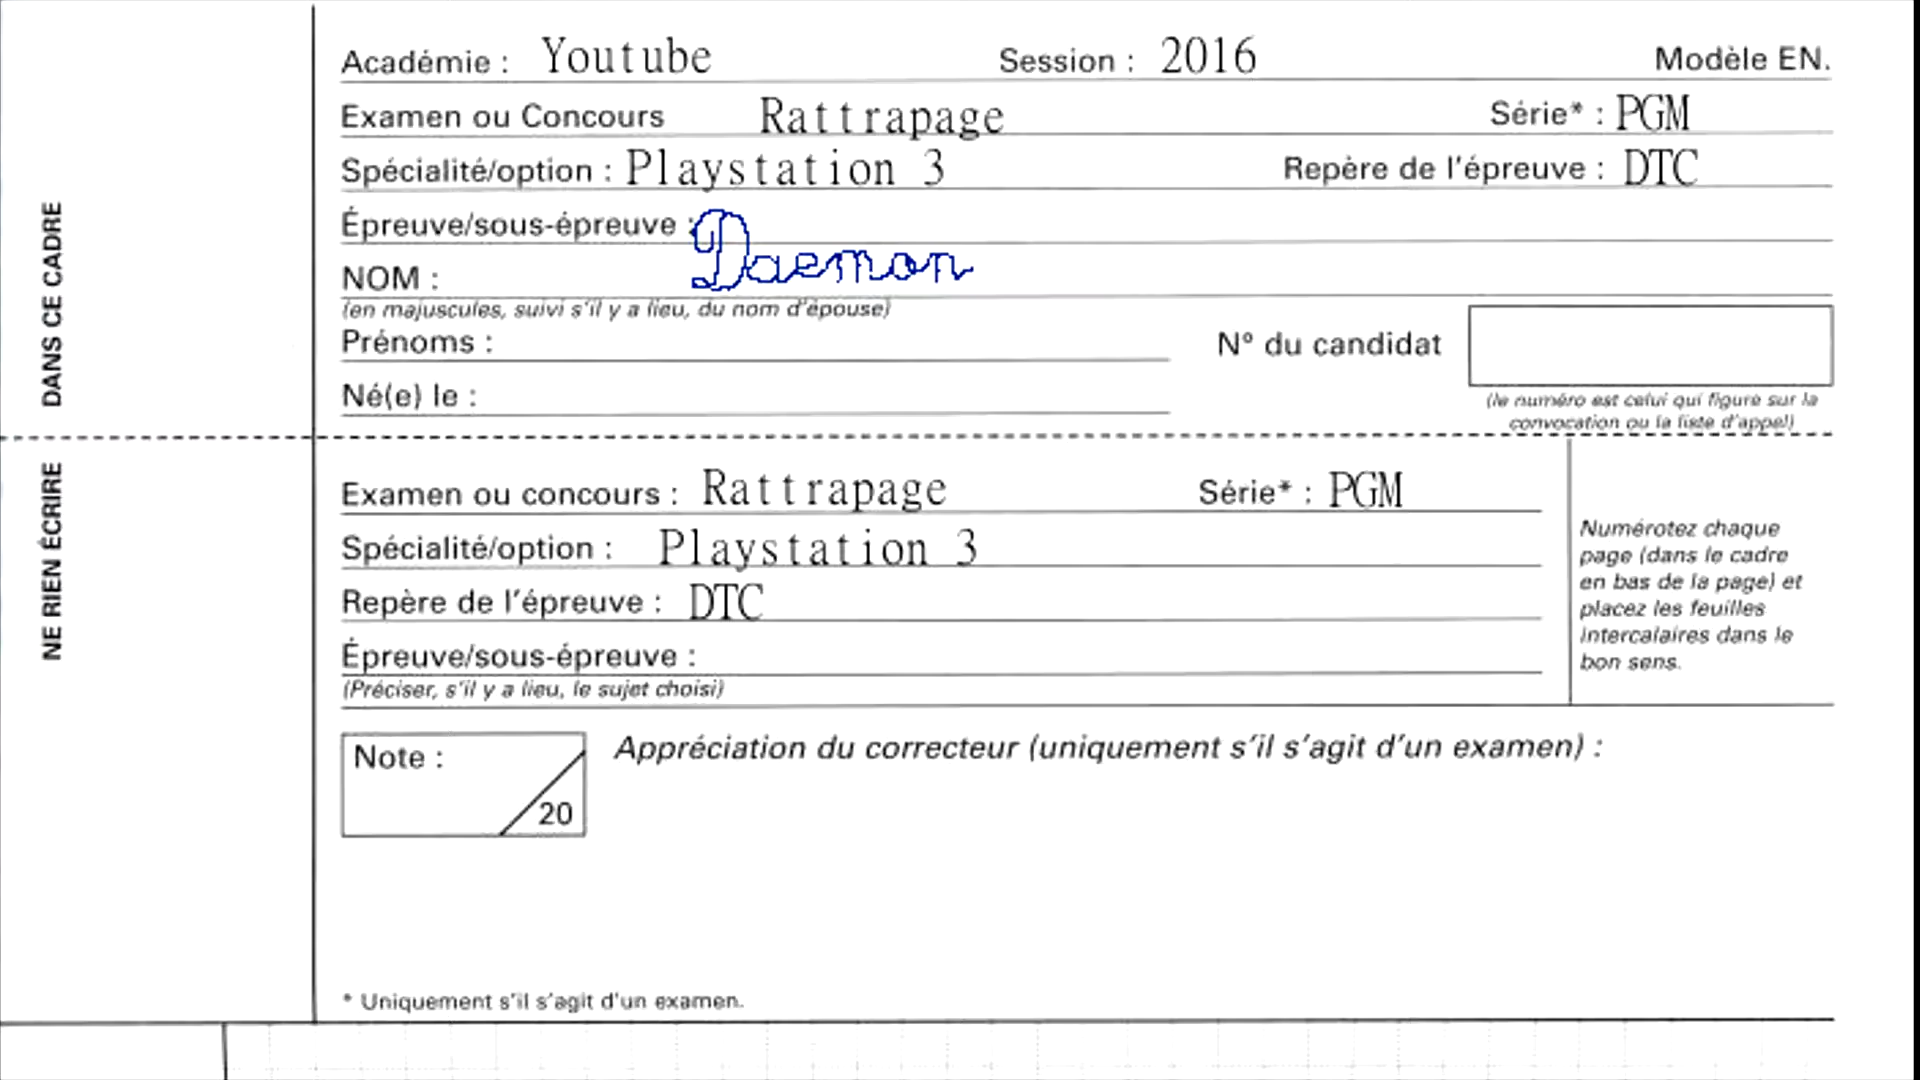 Académie : Youtube Session : 2016 Modèle EN.
Examen ou Concours Rattrapage Série* : PGM
Spécialité/option : Playstation 3 Repère de l'épreuve : DTC
Épreuve/sous-épreuve :
Daemon
NOM :
(en majuscules, suivi s'il y a lieu, du nom d'épouse)
Prénoms :
N° du candidat
Né(e) le :
(le numéro est celui qui figure sur la
convocation ou la liste d'appel)
DANS CE CADRE
NE RIEN ÉCRIRE
Examen ou concours : Rattrapage Série* : PGM
Spécialité/option : Playstation 3
Repère de l'épreuve : DTC
Épreuve/sous-épreuve :
(Préciser, s'il y a lieu, le sujet choisi)
Numérotez chaque
page (dans le cadre
en bas de la page) et
placez les feuilles
intercalaires dans le
bon sens.
Note :
20
Appréciation du correcteur (uniquement s'il s'agit d'un examen) :
* Uniquement s'il s'agit d'un examen.